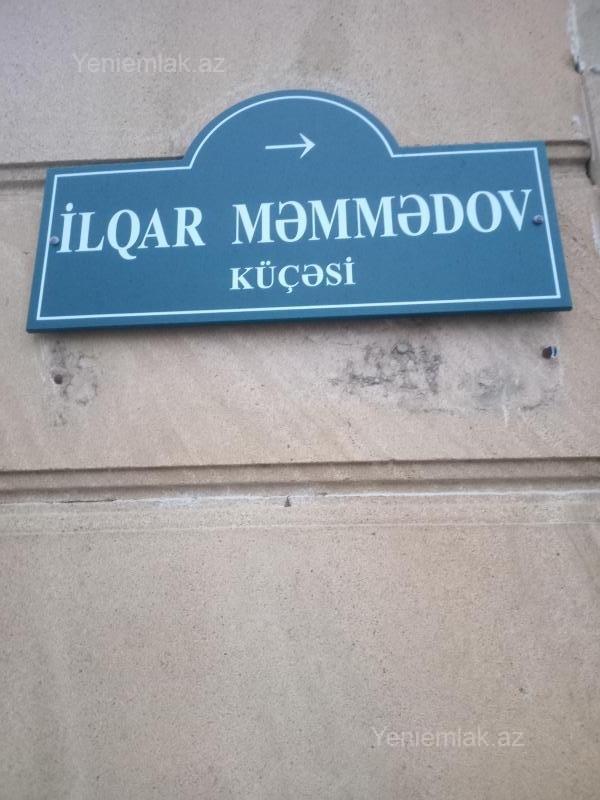 Yeniemlak.az
→
İLQAR MƏMMƏDOV
KÜÇƏSİ
Yeniemlak.az